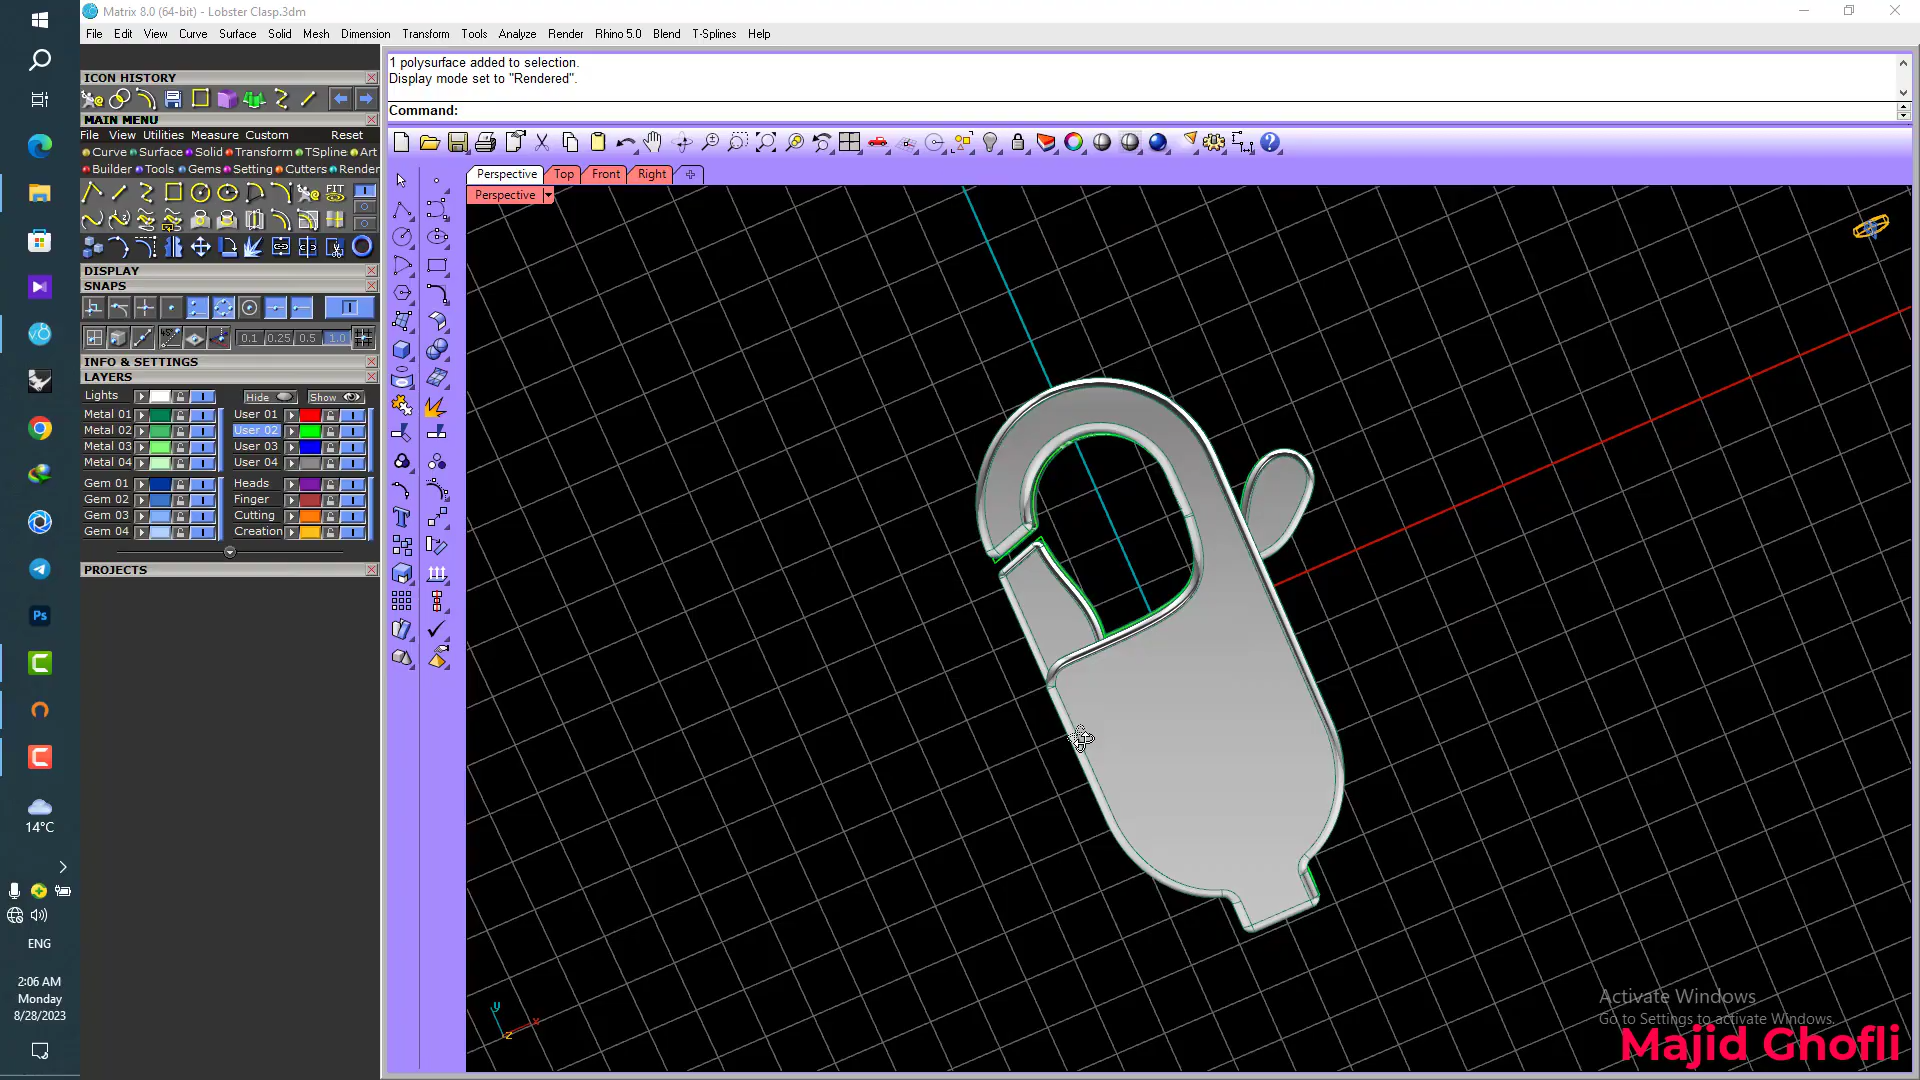 Matrix 8.0 (64-bit) - Lobster Clasp.3dm
File Edit View Curve Surface Solid Mesh Dimension Transform Tools Analyze Render Rhino 5.0 Blend T-Splines Help
1 polysurface added to selection.
Display mode set to "Rendered".
Command:
ICON HISTORY
MAIN MENU
File View Utilities Measure Custom Reset
Curve Surface Solid Transform TSpline Art
Builder Tools Gems Setting Cutters Render
FIT
DISPLAY
SNAPS
0.1 0.25 0.5 1.0
INFO & SETTINGS
LAYERS
Lights Hide Show
Metal 01 User 01
Metal 02 User 02
Metal 03 User 03
Metal 04 User 04
Gem 01 Heads
Gem 02 Finger
Gem 03 Cutting
Gem 04 Creation
PROJECTS
Perspective Top Front Right
Perspective
y
x
z
Ps
14°C
ENG
2:06 AM
Monday
8/28/2023
Activate Windows
Go to Settings to activate Windows.
Majid Ghofli